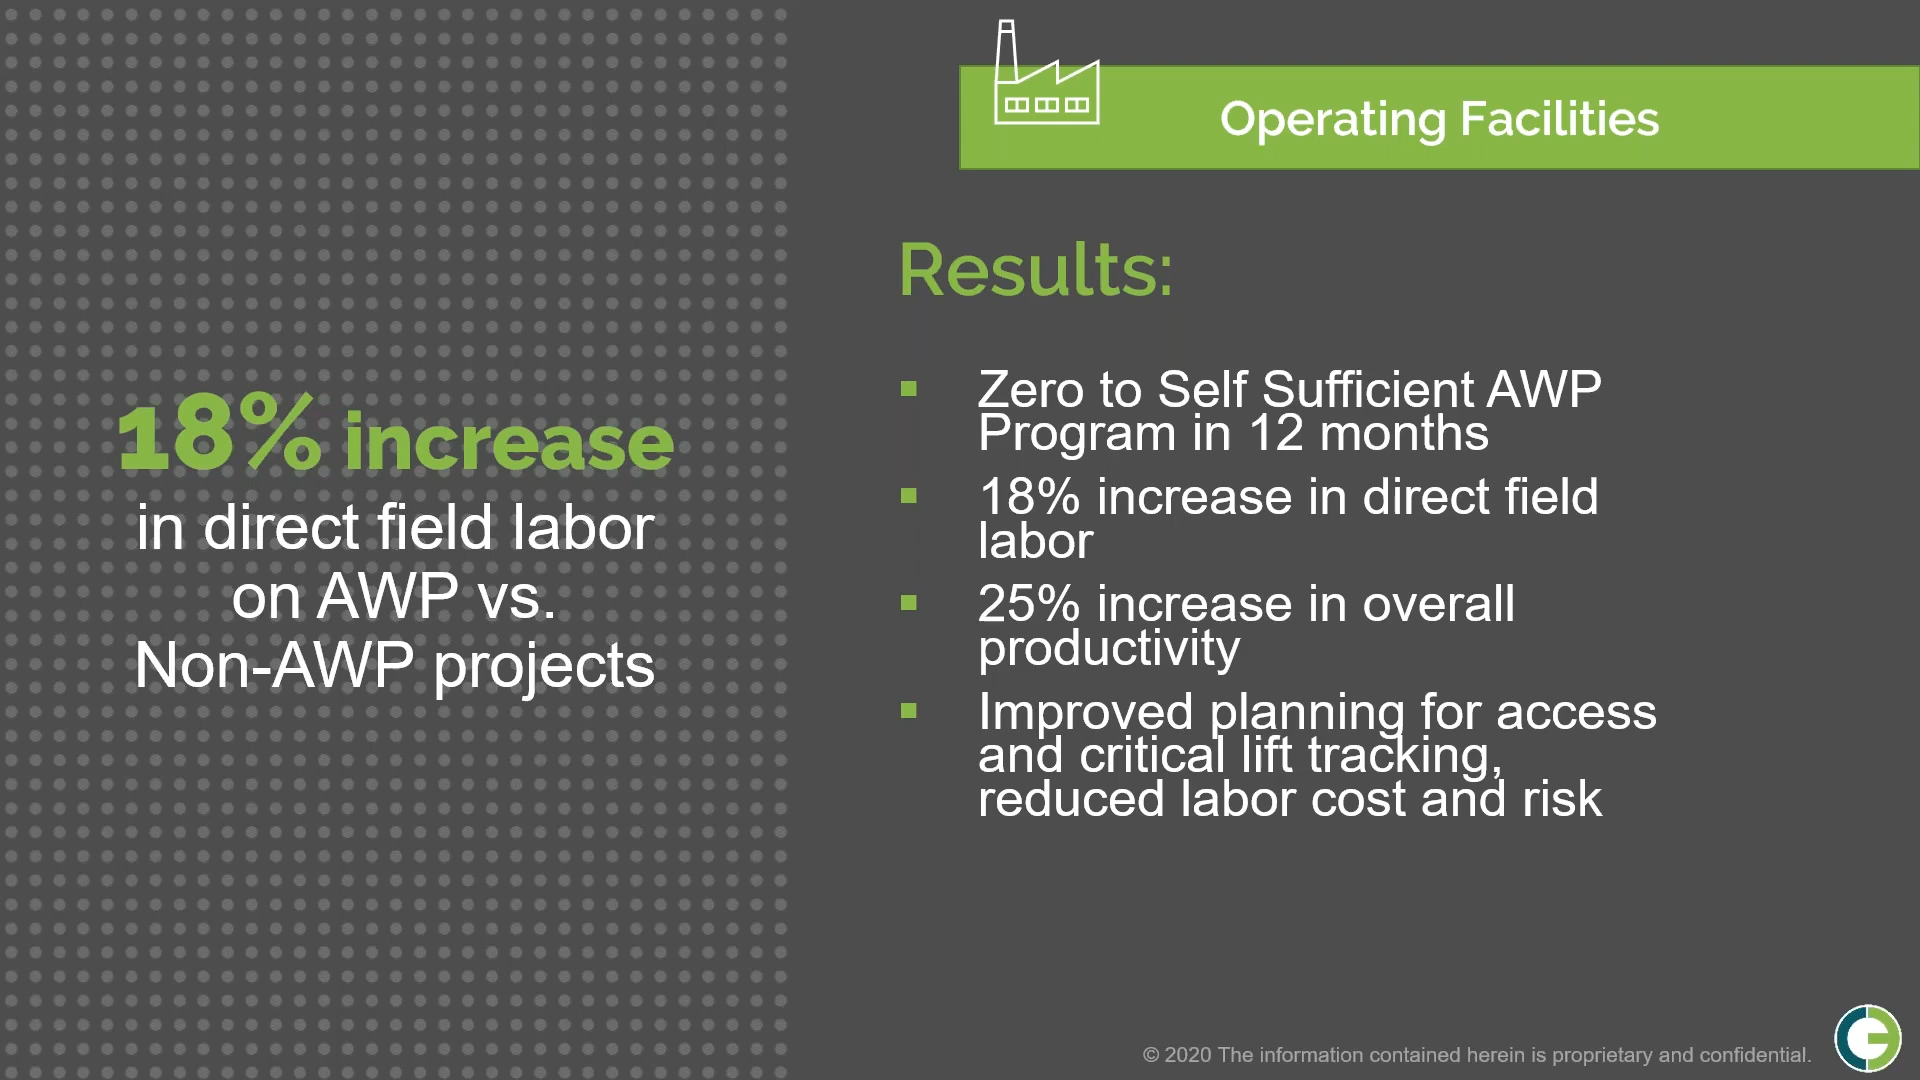 Operating Facilities
18% increase
in direct field labor
on AWP vs.
Non-AWP projects
Results:
Zero to Self Sufficient AWP
Program in 12 months
18% increase in direct field
labor
25% increase in overall
productivity
Improved planning for access
and critical lift tracking,
reduced labor cost and risk
© 2020 The information contained herein is proprietary and confidential.